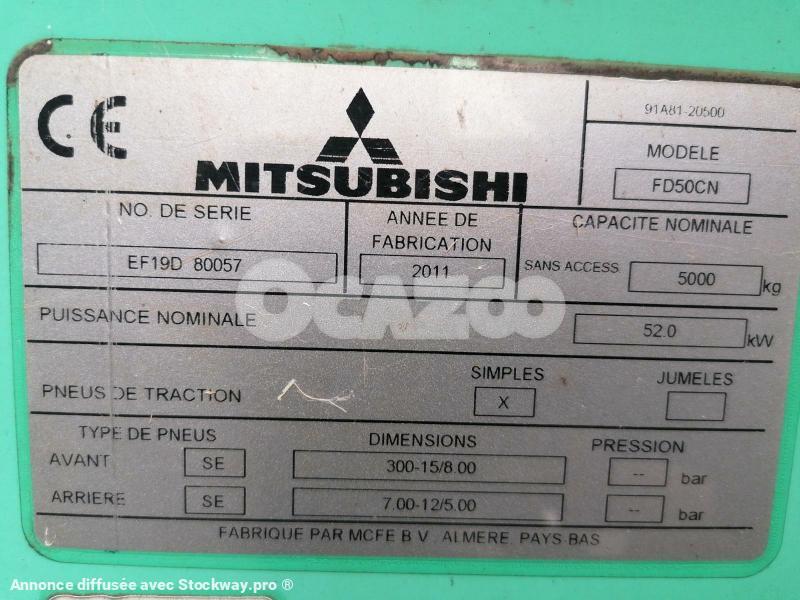 CE
MITSUBISHI
91A81-20500
MODELE
FD50CN
NO. DE SERIE
EF19D 80057
ANNEE DE
FABRICATION
2011
CAPACITE NOMINALE
SANS ACCESS. 5000 kg
PUISSANCE NOMINALE 52.0 kW
OCAZOO
PNEUS DE TRACTION
SIMPLES
X
JUMELES
TYPE DE PNEUS DIMENSIONS PRESSION
AVANT SE 300-15/8.00 -- bar
ARRIERE SE 7.00-12/5.00 -- bar
FABRIQUE PAR MCFE B.V., ALMERE, PAYS-BAS
Annonce diffusée avec Stockway.pro ®